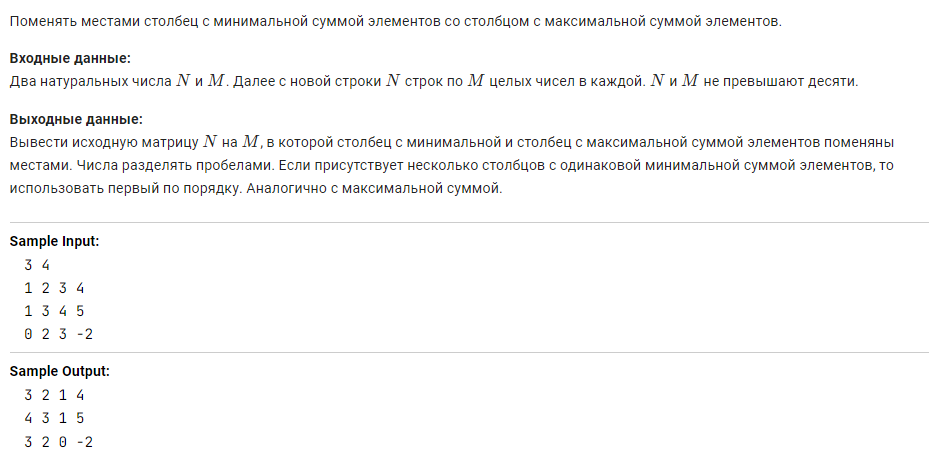 Поменять местами столбец с минимальной суммой элементов со столбцом с максимальной суммой элементов.
Входные данные:
Два натуральных числа N и M. Далее с новой строки N строк по M целых чисел в каждой. N и M не превышают десяти.
Выходные данные:
Вывести исходную матрицу N на M, в которой столбец с минимальной и столбец с максимальной суммой элементов поменяны
местами. Числа разделять пробелами. Если присутствует несколько столбцов с одинаковой минимальной суммой элементов, то
использовать первый по порядку. Аналогично с максимальной суммой.
Sample Input:
3 4
1 2 3 4
1 3 4 5
0 2 3 -2
Sample Output:
3 2 1 4
4 3 1 5
3 2 0 -2